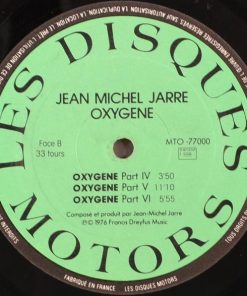 LES DISQUES MOTORS
JEAN MICHEL JARRE
OXYGENE
Face B
33 tours
MTO -77000
OXYGENE Part IV 3'50
OXYGENE Part V 11'10
OXYGENE Part VI 5'55
Composé et produit par Jean-Michel Jarre
℗© 1976 Francis Dreyfus Music
FABRIQUÉ EN FRANCE LES DISQUES MOTORS